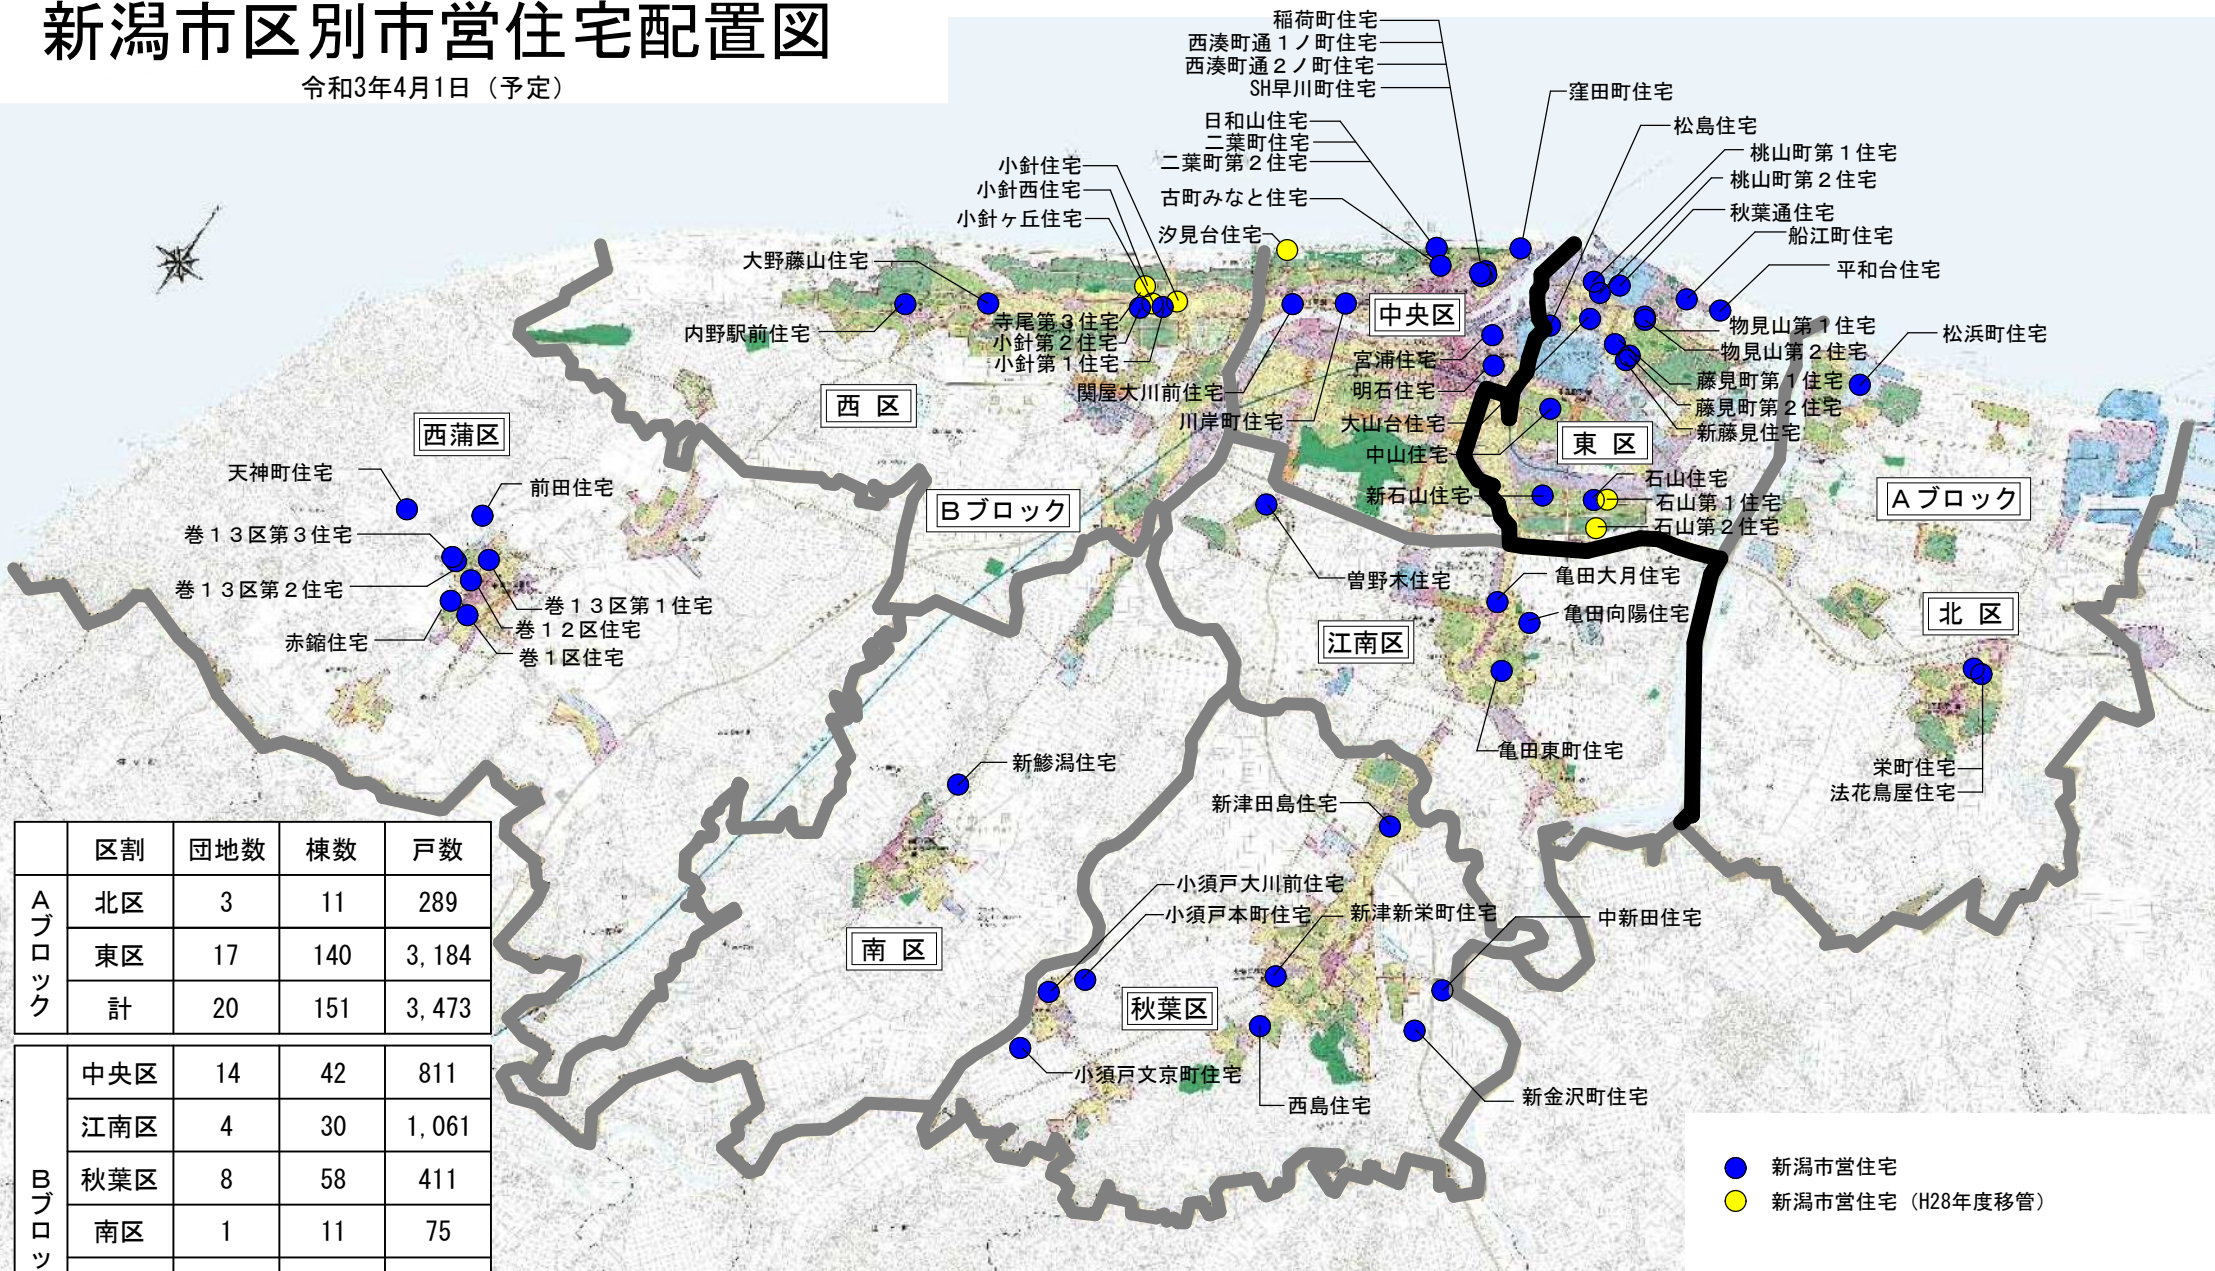 新潟市区別市営住宅配置図
令和3年4月1日（予定）
稲荷町住宅
西湊町通１ノ町住宅
西湊町通２ノ町住宅
SH早川町住宅
窪田町住宅
日和山住宅
二葉町住宅
二葉町第２住宅
古町みなと住宅
汐見台住宅
松島住宅
桃山町第１住宅
桃山町第２住宅
秋葉通住宅
船江町住宅
平和台住宅
小針住宅
小針西住宅
小針ヶ丘住宅
大野藤山住宅
内野駅前住宅
寺尾第３住宅
小針第２住宅
小針第１住宅
関屋大川前住宅
川岸町住宅
中央区
宮浦住宅
明石住宅
大山台住宅
中山住宅
新石山住宅
物見山第１住宅
物見山第２住宅
藤見町第１住宅
藤見町第２住宅
新藤見住宅
松浜町住宅
東 区
石山住宅
石山第１住宅
石山第２住宅
西 区
西蒲区
Ｂブロック
Ａブロック
天神町住宅
前田住宅
巻１３区第３住宅
巻１３区第２住宅
巻１３区第１住宅
巻１２区住宅
巻１区住宅
赤鏥住宅
曽野木住宅
亀田大月住宅
亀田向陽住宅
江南区
亀田東町住宅
北 区
栄町住宅
法花鳥屋住宅
新鯵潟住宅
新津田島住宅
小須戸大川前住宅
小須戸本町住宅
新津新栄町住宅
中新田住宅
南 区
秋葉区
小須戸文京町住宅
西島住宅
新金沢町住宅
区割 団地数 棟数 戸数
Ａブロック
北区 3 11 289
東区 17 140 3,184
計 20 151 3,473
Ｂブロッ
中央区 14 42 811
江南区 4 30 1,061
秋葉区 8 58 411
南区 1 11 75
新潟市営住宅
新潟市営住宅（H28年度移管）